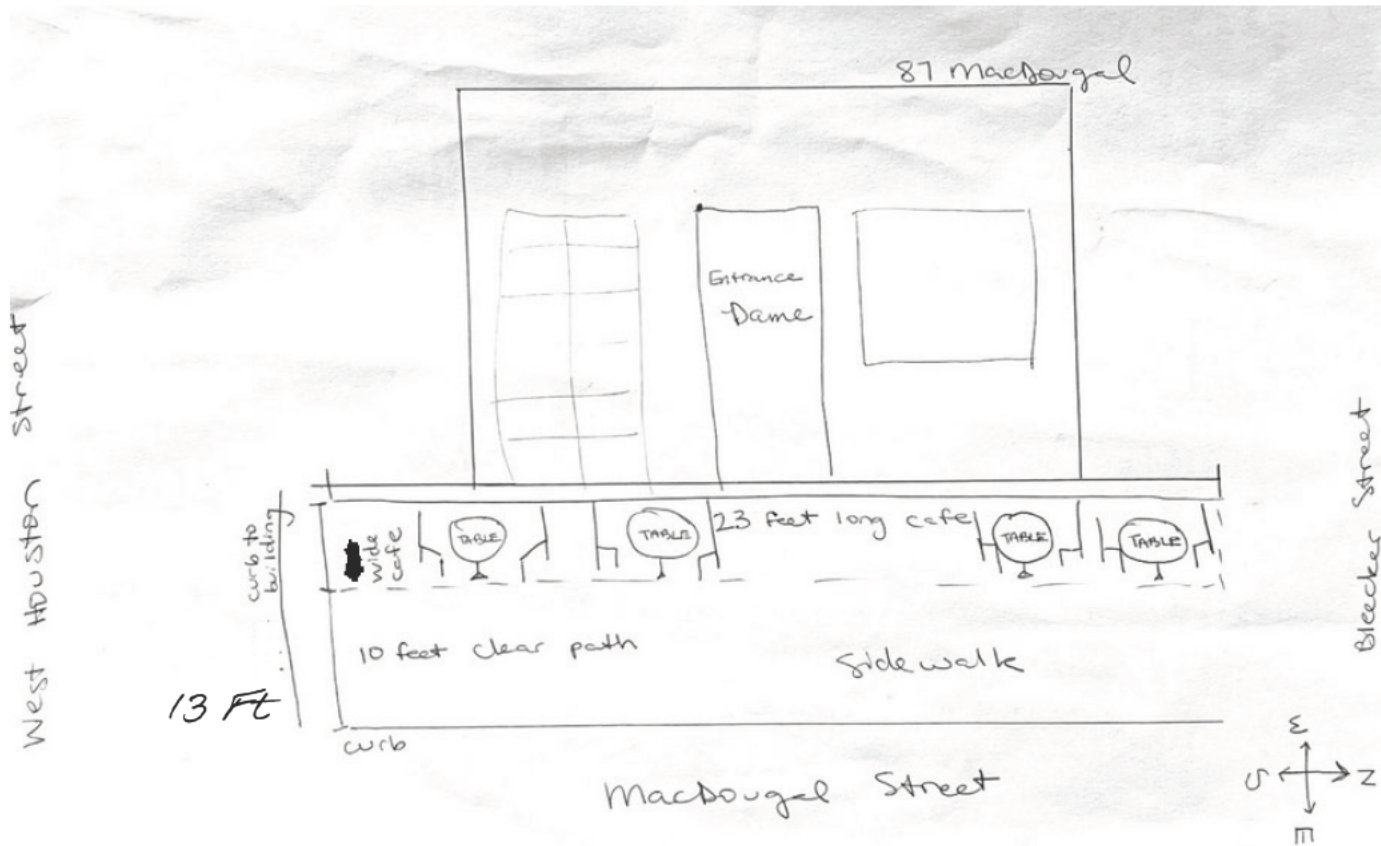 87 MacDougal
Entrance
Dame
West Houston Street
curb to
building
wide
cafe
TABLE
TABLE
23 feet long cafe
TABLE
TABLE
Bleecker Street
10 feet clear path
Sidewalk
13 Ft
curb
MacDougal Street
W
S
N
E